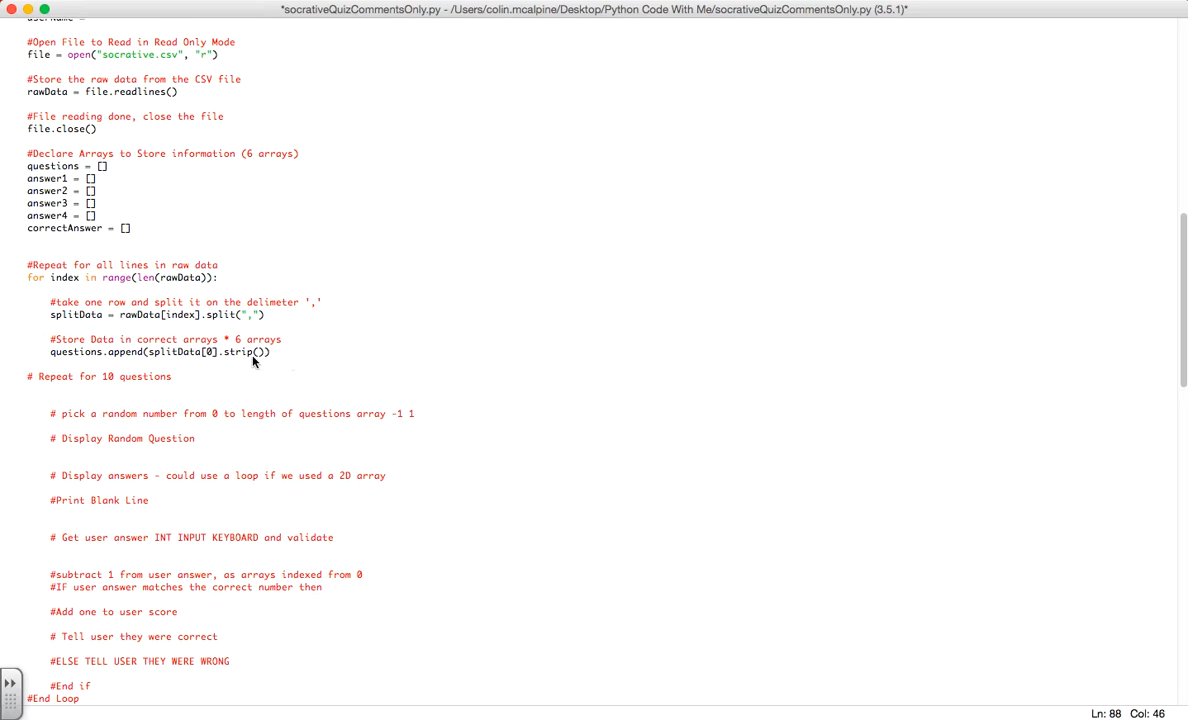 *socrativeQuizCommentsOnly.py - /Users/colin.mcalpine/Desktop/Python Code With Me/socrativeQuizCommentsOnly.py (3.5.1)*
userName =
#Open File to Read in Read Only Mode
file = open("socrative.csv", "r")
#Store the raw data from the CSV file
rawData = file.readlines()
#File reading done, close the file
file.close()
#Declare Arrays to Store information (6 arrays)
questions = []
answer1 = []
answer2 = []
answer3 = []
answer4 = []
correctAnswer = []
#Repeat for all lines in raw data
for index in range(len(rawData)):
#take one row and split it on the delimeter ','
splitData = rawData[index].split(",")
#Store Data in correct arrays * 6 arrays
questions.append(splitData[0].strip())
# Repeat for 10 questions
# pick a random number from 0 to length of questions array -1 1
# Display Random Question
# Display answers - could use a loop if we used a 2D array
#Print Blank Line
# Get user answer INT INPUT KEYBOARD and validate
#subtract 1 from user answer, as arrays indexed from 0
#IF user answer matches the correct number then
#Add one to user score
# Tell user they were correct
#ELSE TELL USER THEY WERE WRONG
#End if
#End Loop
Ln: 88 Col: 46